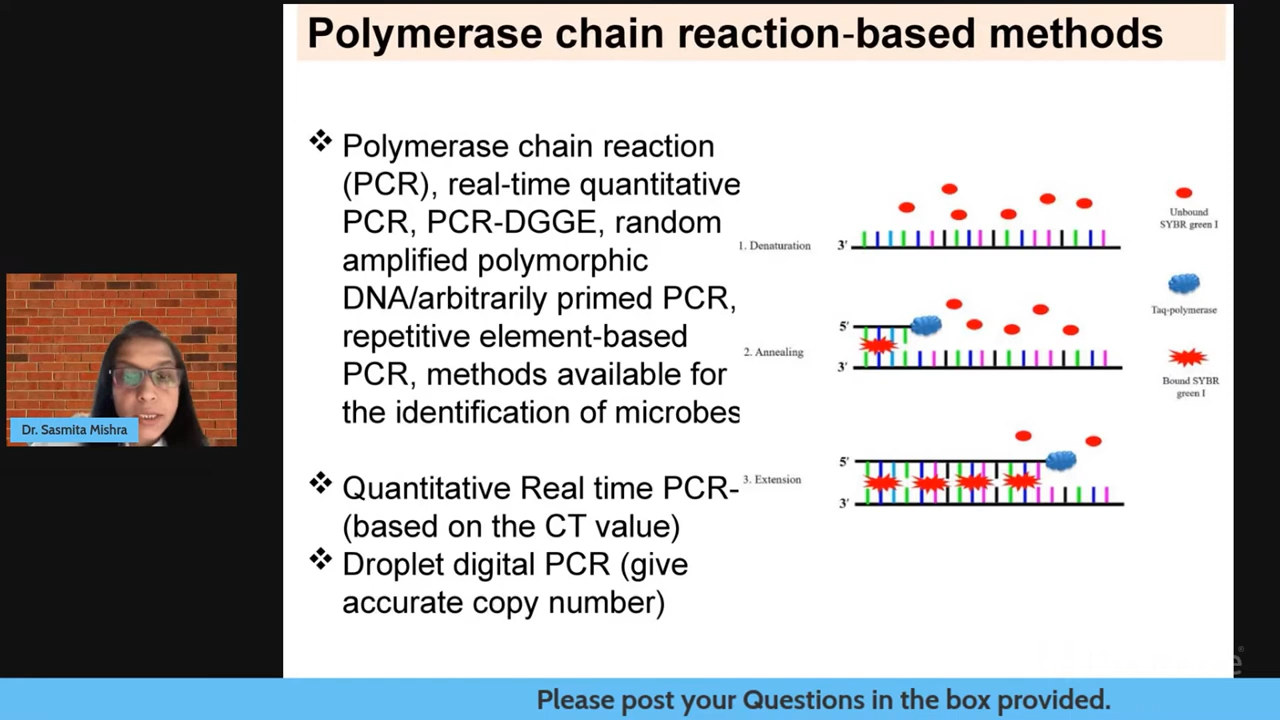 Polymerase chain reaction-based methods
❖ Polymerase chain reaction
(PCR), real-time quantitative
PCR, PCR-DGGE, random
amplified polymorphic
DNA/arbitrarily primed PCR,
repetitive element-based
PCR, methods available for
the identification of microbes
❖ Quantitative Real time PCR-
(based on the CT value)
❖ Droplet digital PCR (give
accurate copy number)
1. Denaturation
3'
Unbound
SYBR green I
Taq-polymerase
5'
2. Annealing
3'
Bound SYBR
green I
5'
3. Extension
3'
Dr. Sasmita Mishra
Please post your Questions in the box provided.